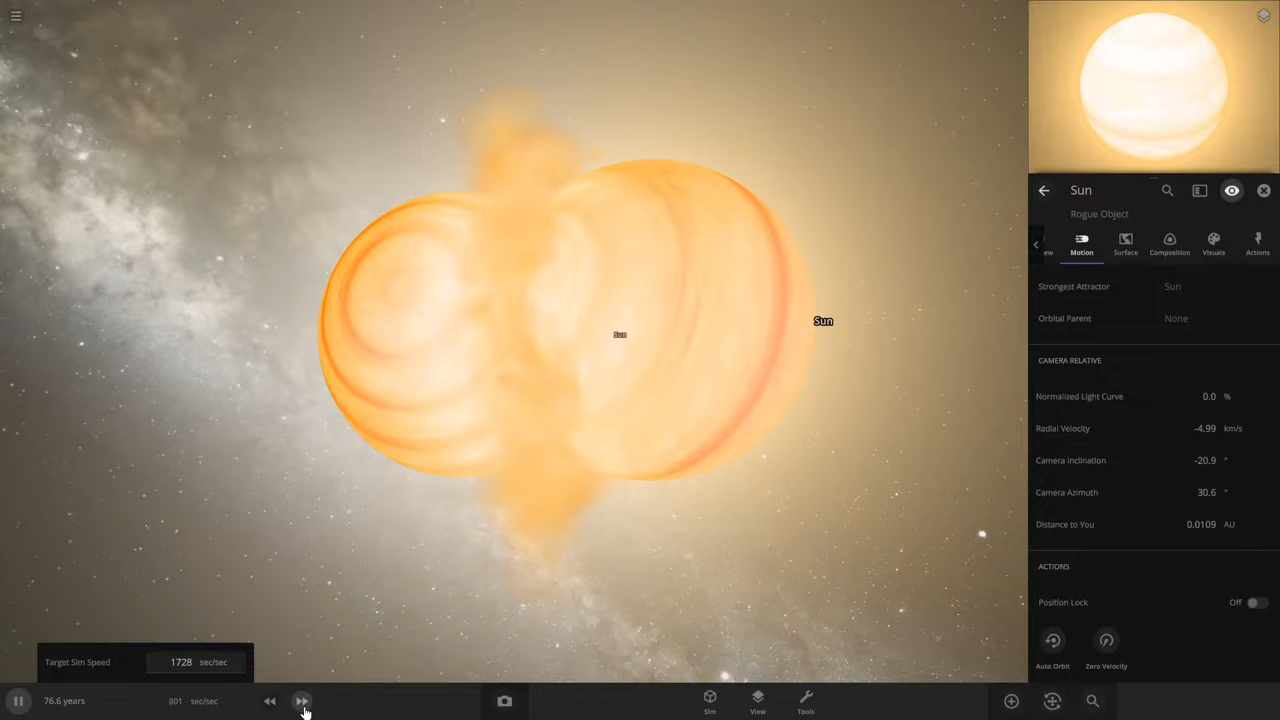 Sun
Sun
Sun
Rogue Object
ew
Motion
Surface
Composition
Visuals
Actions
Strongest Attractor Sun
Orbital Parent None
CAMERA RELATIVE
Normalized Light Curve 0.0 %
Radial Velocity -4.99 km/s
Camera Inclination -20.9 °
Camera Azimuth 30.6 °
Distance to You 0.0109 AU
ACTIONS
Position Lock Off
Auto Orbit Zero Velocity
Target Sim Speed 1728 sec/sec
76.6 years 801 sec/sec
Sim View Tools